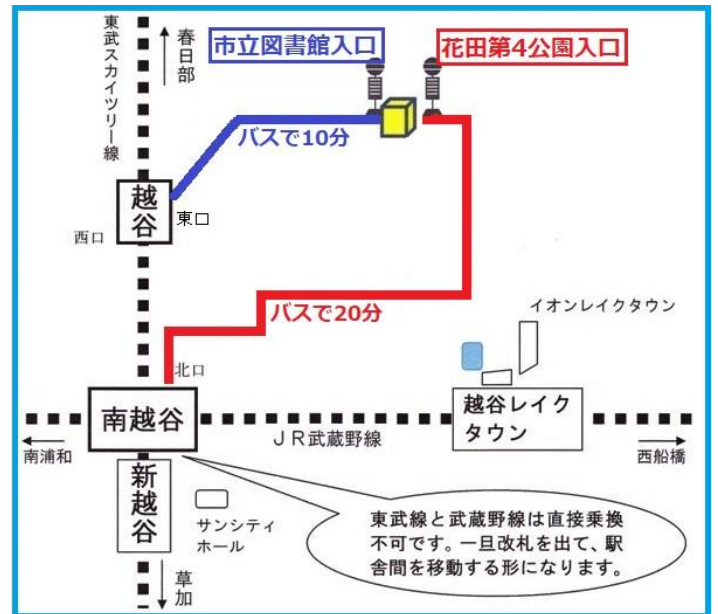 東武スカイツリー線
春日部
市立図書館入口
花田第4公園入口
バスで10分
越谷
東口
西口
バスで20分
イオンレイクタウン
北口
南越谷
越谷レイク
タウン
JR武蔵野線
南浦和
西船橋
新越谷
サンシティ
ホール
東武線と武蔵野線は直接乗換
不可です。一旦改札を出て、駅
舎間を移動する形になります。
草加